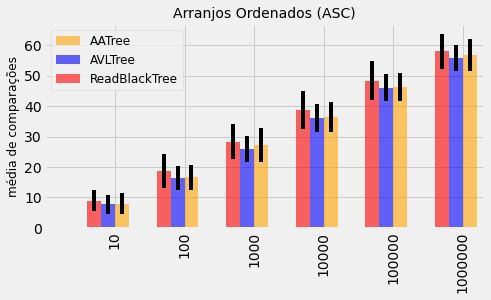 Arranjos Ordenados (ASC)
média de comparações
AATree
AVLTree
ReadBlackTree
60
50
40
30
20
10
0
10
100
1000
10000
100000
1000000